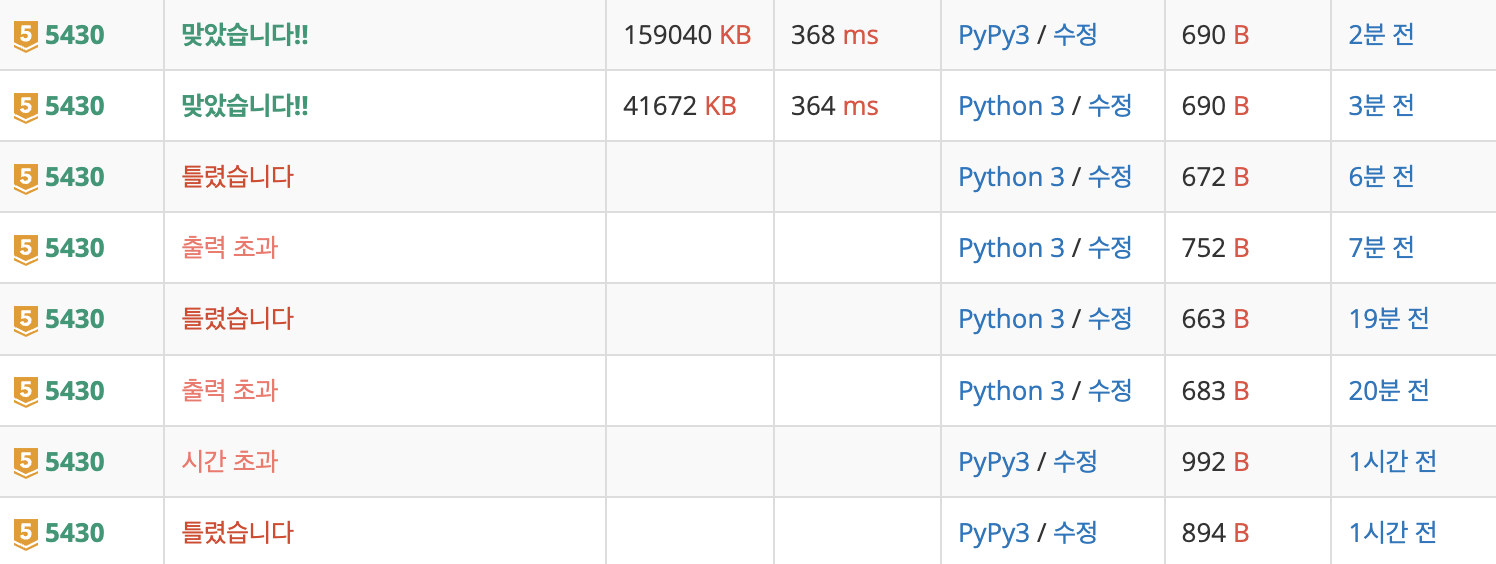 5 5430 맞았습니다!! 159040 KB 368 ms PyPy3 / 수정 690 B 2분 전
5 5430 맞았습니다!! 41672 KB 364 ms Python 3 / 수정 690 B 3분 전
5 5430 틀렸습니다 Python 3 / 수정 672 B 6분 전
5 5430 출력 초과 Python 3 / 수정 752 B 7분 전
5 5430 틀렸습니다 Python 3 / 수정 663 B 19분 전
5 5430 출력 초과 Python 3 / 수정 683 B 20분 전
5 5430 시간 초과 PyPy3 / 수정 992 B 1시간 전
5 5430 틀렸습니다 PyPy3 / 수정 894 B 1시간 전